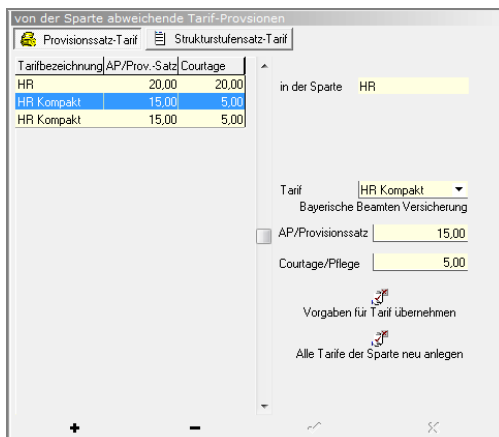 von der Sparte abweichende Tarif-Provsionen
Provisionssatz-Tarif Strukturstufensatz-Tarif
Tarifbezeichnung AP/Prov.-Satz Courtage
HR 20,00 20,00
HR Kompakt 15,00 5,00
HR Kompakt 15,00 5,00
in der Sparte HR
Tarif HR Kompakt
Bayerische Beamten Versicherung
AP/Provisionssatz 15,00
Courtage/Pflege 5,00
Vorgaben für Tarif übernehmen
Alle Tarife der Sparte neu anlegen